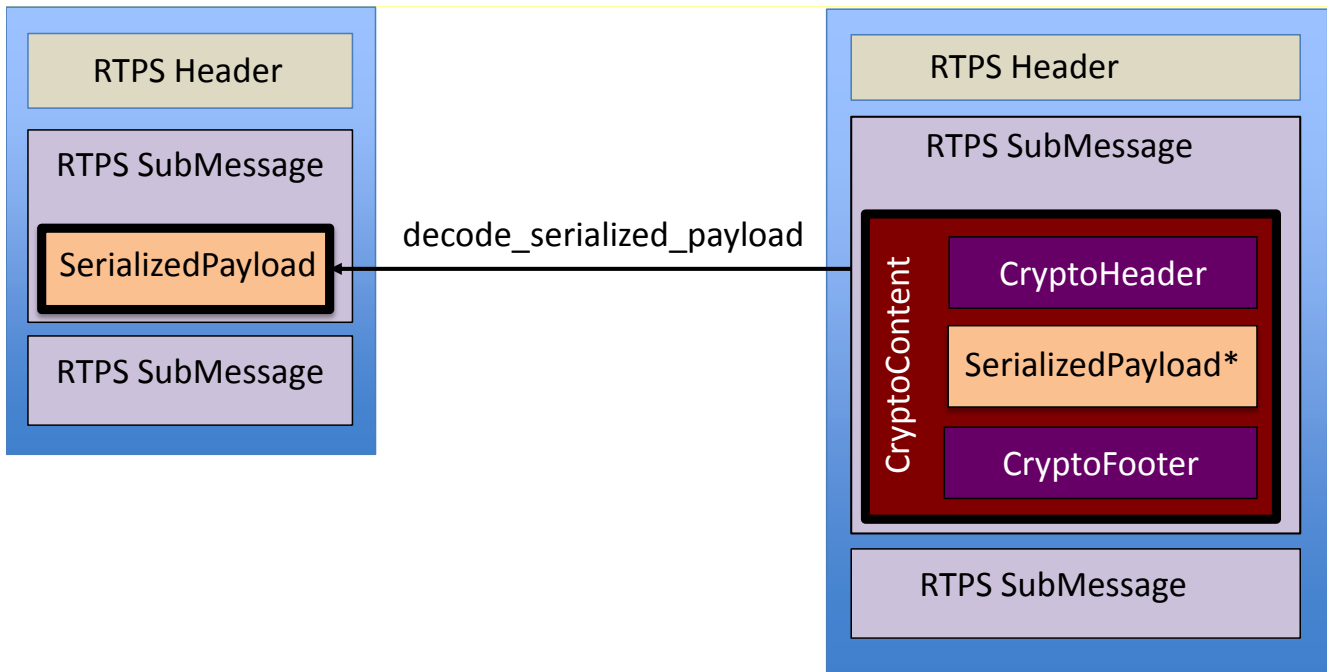 RTPS Header
RTPS SubMessage
SerializedPayload
RTPS SubMessage
decode_serialized_payload
RTPS Header
RTPS SubMessage
CryptoContent
CryptoHeader
SerializedPayload*
CryptoFooter
RTPS SubMessage